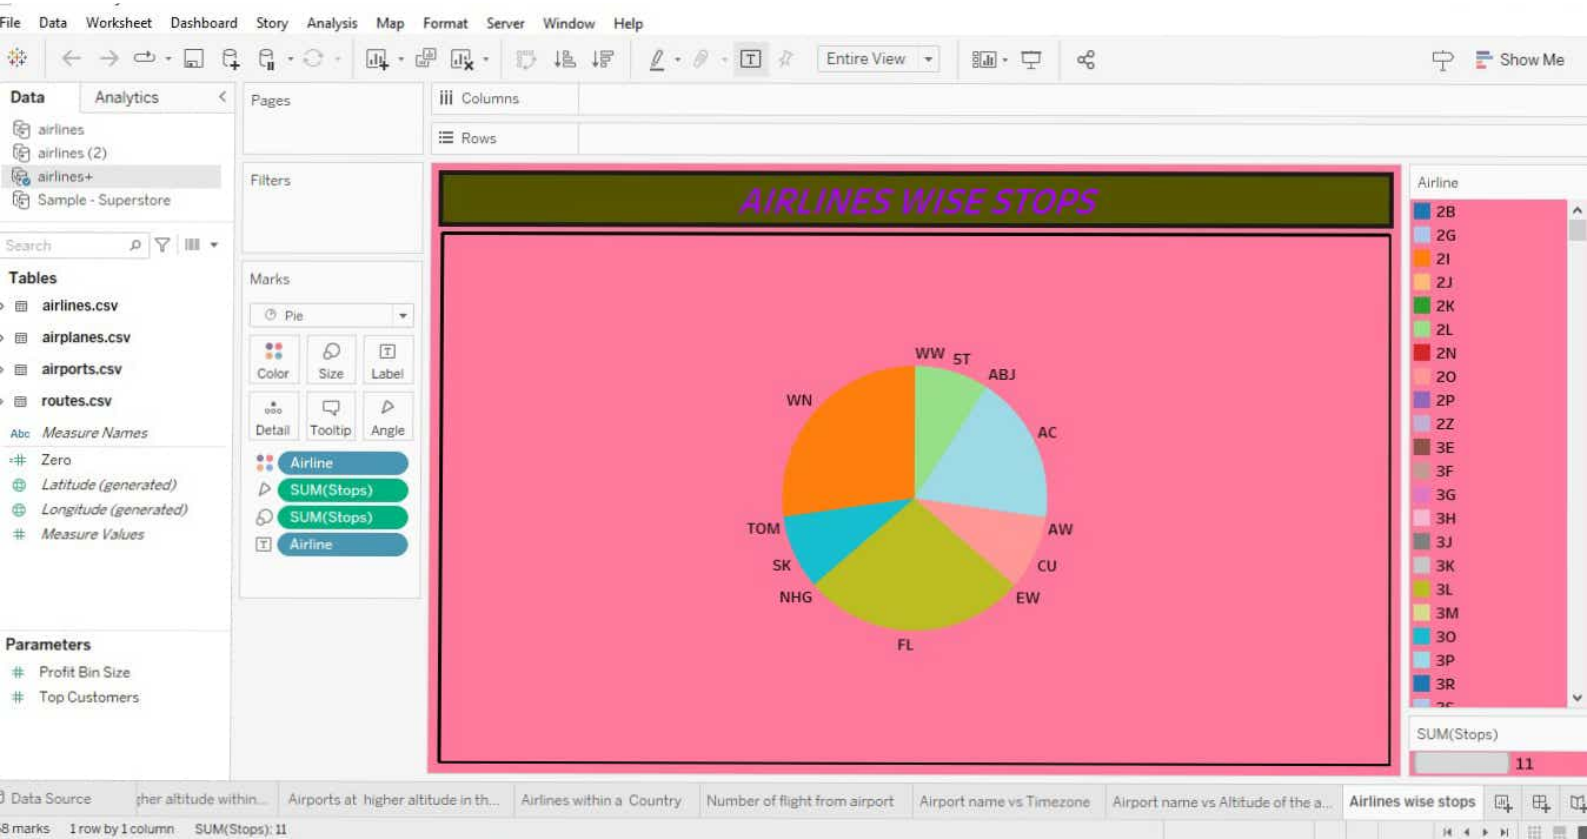 File Data Worksheet Dashboard Story Analysis Map Format Server Window Help
Entire View
Show Me
Data Analytics
Pages
Columns
airlines
airlines (2)
airlines+
Sample - Superstore
Rows
Filters
Search
Tables
airlines.csv
airplanes.csv
airports.csv
routes.csv
Abc Measure Names
Zero
Latitude (generated)
Longitude (generated)
Measure Values
Parameters
Profit Bin Size
Top Customers
Marks
Pie
Color Size Label
Detail Tooltip Angle
Airline
SUM(Stops)
SUM(Stops)
Airline
AIRLINES WISE STOPS
WW
5T
ABJ
WN
AC
TOM
AW
SK
CU
NHG
EW
FL
Airline
2B
2G
2I
2J
2K
2L
2N
2O
2P
2Z
3E
3F
3G
3H
3J
3K
3L
3M
3O
3P
3R
SUM(Stops)
11
Data Source gher altitude within... Airports at higher altitude in th... Airlines within a Country Number of flight from airport Airport name vs Timezone Airport name vs Altitude of the a... Airlines wise stops
8 marks 1 row by 1 column SUM(Stops): 11